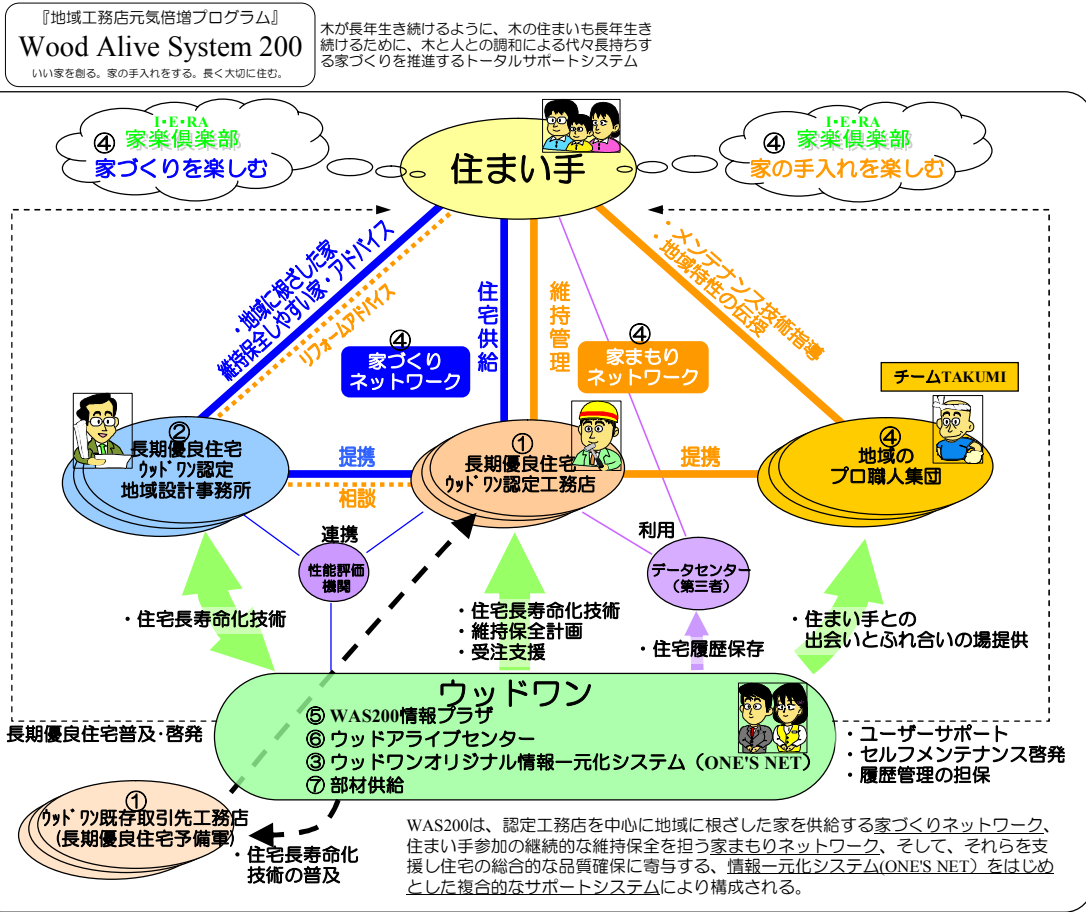 『地域工務店元気倍増プログラム』
Wood Alive System 200
いい家を創る。家の手入れをする。長く大切に住む。
木が長年生き続けるように、木の住まいも長年生き
続けるために、木と人との調和による代々長持ちす
る家づくりを推進するトータルサポートシステム
I・E・RA
④ 家楽倶楽部
家づくりを楽しむ
住まい手
I・E・RA
④ 家楽倶楽部
家の手入れを楽しむ
・地域に根ざした家
維持保全しやすい家・アドバイス
リフォームアドバイス
住宅供給
維持管理
・メンテナンス技術指導
・地域特性の伝授
④
家づくり
ネットワーク
④
家まもり
ネットワーク
チームTAKUMI
②
長期優良住宅
ウッドワン認定
地域設計事務所
提携
相談
①
長期優良住宅
ウッドワン認定工務店
提携
④
地域の
プロ職人集団
連携
性能評価
機関
利用
データセンター
(第三者)
・住宅長寿命化技術
・住宅長寿命化技術
・維持保全計画
・受注支援
・住宅履歴保存
・住まい手との
出会いとふれ合いの場提供
ウッドワン
⑤ WAS200情報プラザ
⑥ ウッドアライブセンター
③ ウッドワンオリジナル情報一元化システム（ONE'S NET）
⑦ 部材供給
長期優良住宅普及・啓発
・ユーザーサポート
・セルフメンテナンス啓発
・履歴管理の担保
①
ウッドワン既存取引先工務店
(長期優良住宅予備軍)
・住宅長寿命化
技術の普及
WAS200は、認定工務店を中心に地域に根ざした家を供給する家づくりネットワーク、
住まい手参加の継続的な維持保全を担う家まもりネットワーク、そして、それらを支
援し住宅の総合的な品質確保に寄与する、情報一元化システム(ONE'S NET）をはじめ
とした複合的なサポートシステムにより構成される。